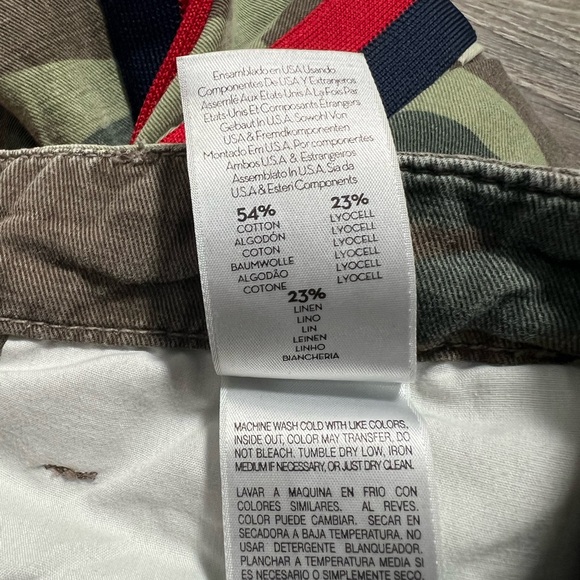 Ensamblado en USA Usando
Componentes De USA Y Extranjeros
Assemlé Aux Etats Unis A La Fois Par
Etats Unis Et Composants Étrangers
Gebaut In U.S.A. Sowohl Von
USA & Fremdkomponenten
Montado Em U.S.A. Por componentes
Ambos U.S.A. & Estrangeiros
Assemblato In U.S.A. Sia da
U.S.A & Esteri Components
54% 23%
COTTON LYOCELL
ALGODÓN LYOCELL
COTON LYOCELL
BAUMWOLLE LYOCELL
ALGODÃO LYOCELL
COTONE LYOCELL
23%
LINEN
LINO
LIN
LEINEN
LINHO
BIANCHERIA
MACHINE WASH COLD WITH LIKE COLORS,
INSIDE OUT, COLOR MAY TRANSFER, DO
NOT BLEACH. TUMBLE DRY LOW, IRON
MEDIUM IF NECESSARY, OR JUST DRY CLEAN.
LAVAR A MAQUINA EN FRIO CON
COLORES SIMILARES. AL REVES.
COLOR PUEDE CAMBIAR. SECAR EN
SECADORA A BAJA TEMPERATURA, NO
USAR DETERGENTE BLANQUEADOR.
PLANCHAR A TEMPERATURA MEDIA SI
ES NECESARIO O SIMPLEMENTE SECO